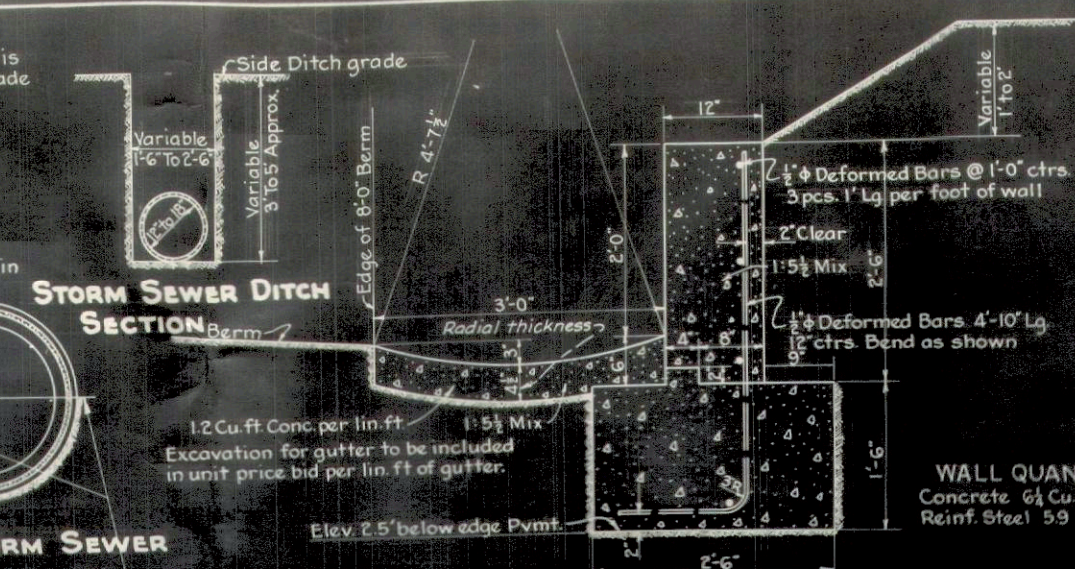 is
ade
Side Ditch grade
Variable
1'-6" To 2'-6"
12" to 18"
Variable
3' To 5' Approx.
in
STORM SEWER DITCH
SECTION
Berm
Edge of 8'-0" Berm
R 4'-7½"
3'-0"
Radial thickness
3"
4½"
6"
2'-0"
12"
4"
8"
2"
Variable
1' to 2'
½" φ Deformed Bars @ 1'-0" ctrs.
3 pcs. 1' Lg. per foot of wall
2" Clear
1:5½ Mix
2'-6"
½" φ Deformed Bars 4'-10" Lg.
12" ctrs. Bend as shown
9"
1.2 Cu. ft. Conc. per lin. ft.
1:5½ Mix
Excavation for gutter to be included
in unit price bid per lin. ft of gutter.
3"R
1'-6"
Elev. 2.5' below edge Pvmt.
2"
2'-6"
WALL QUAN
Concrete 6¼ Cu.
Reinf. Steel 5.9
RM SEWER